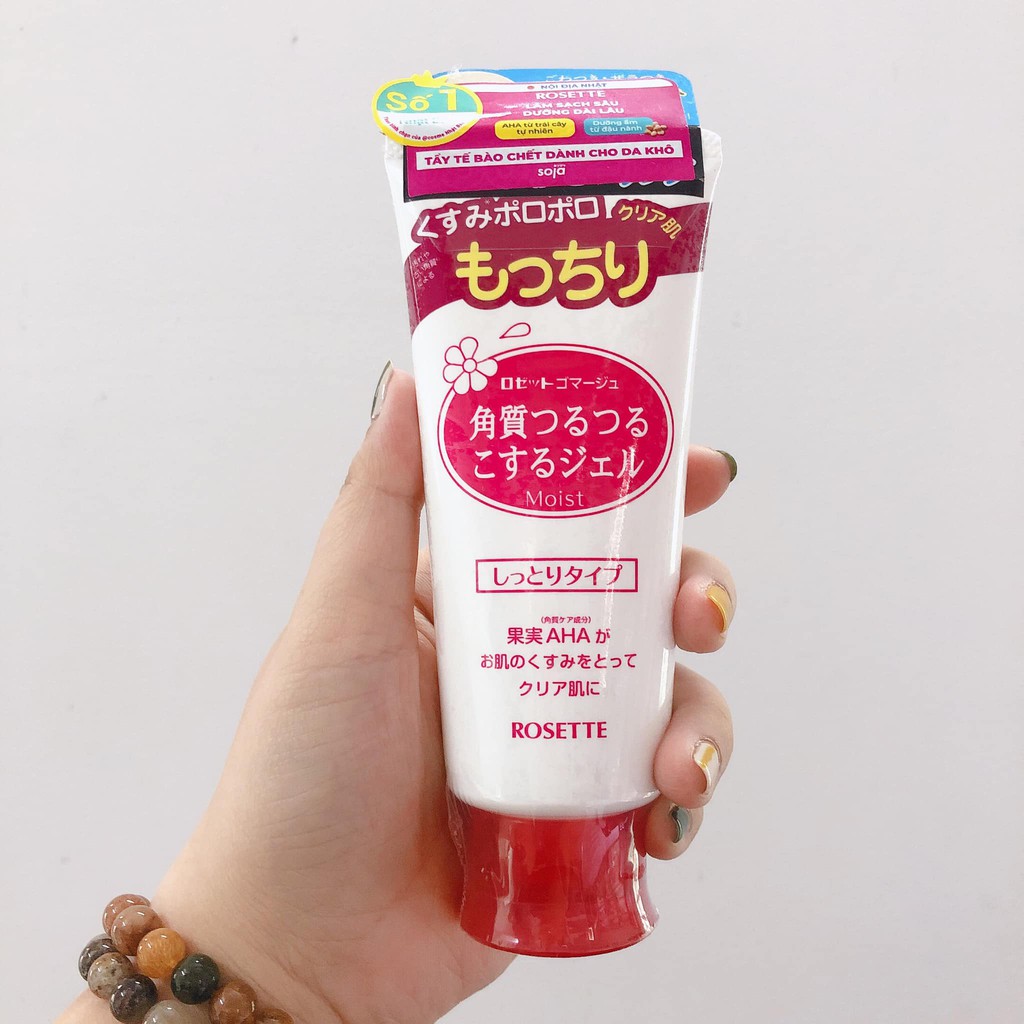 Số 1
NỘI ĐỊA NHẬT
ROSETTE
LÀM SẠCH SÂU
DƯỠNG DÀI LÂU
AHA từ trái cây
tự nhiên
Dưỡng ẩm
từ đậu nành
TẨY TẾ BÀO CHẾT DÀNH CHO DA KHÔ
soja
くすみポロポロ!
クリア肌
もっちり
ロゼットゴマージュ
角質つるつる
こするジェル
Moist
しっとりタイプ
(角質ケア成分)
果実AHAが
お肌のくすみをとって
クリア肌に
ROSETTE